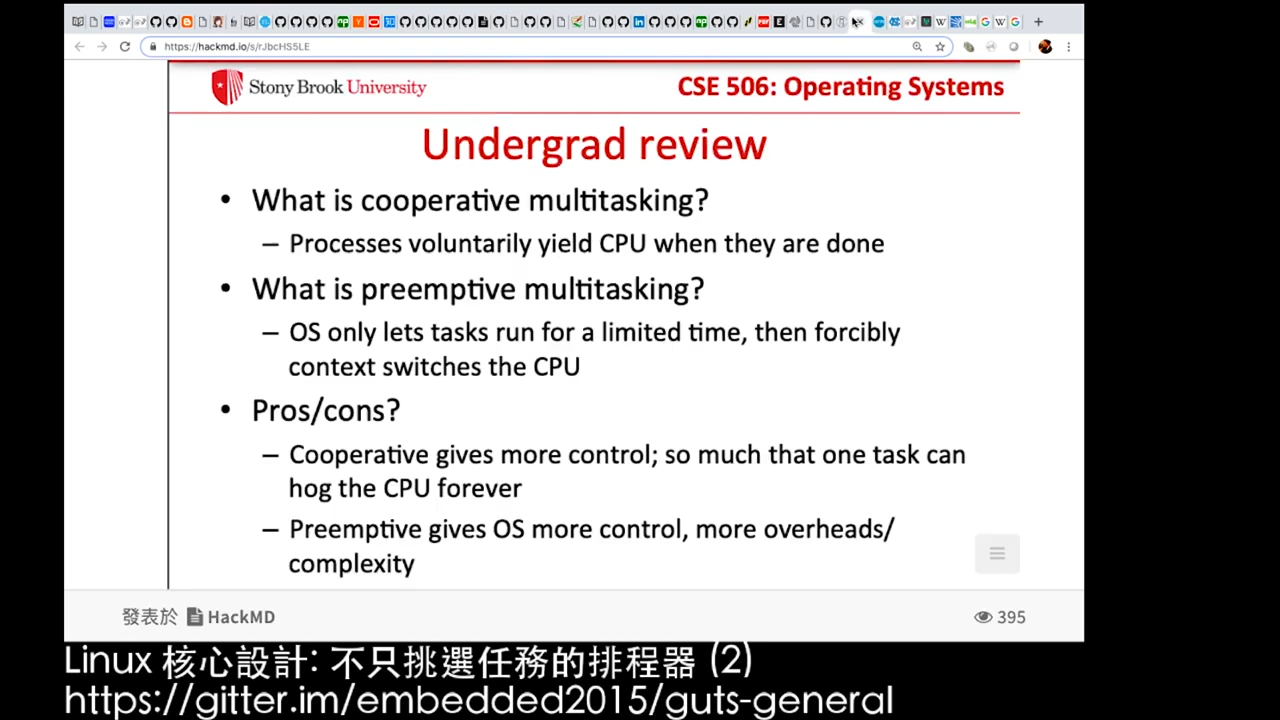 https://hackmd.io/s/rJbcHS5LE
Stony Brook University
CSE 506: Operating Systems
Undergrad review
• What is cooperative multitasking?
– Processes voluntarily yield CPU when they are done
• What is preemptive multitasking?
– OS only lets tasks run for a limited time, then forcibly
context switches the CPU
• Pros/cons?
– Cooperative gives more control; so much that one task can
hog the CPU forever
– Preemptive gives OS more control, more overheads/
complexity
發表於 HackMD
395
Linux 核心設計: 不只挑選任務的排程器 (2)
https://gitter.im/embedded2015/guts-general